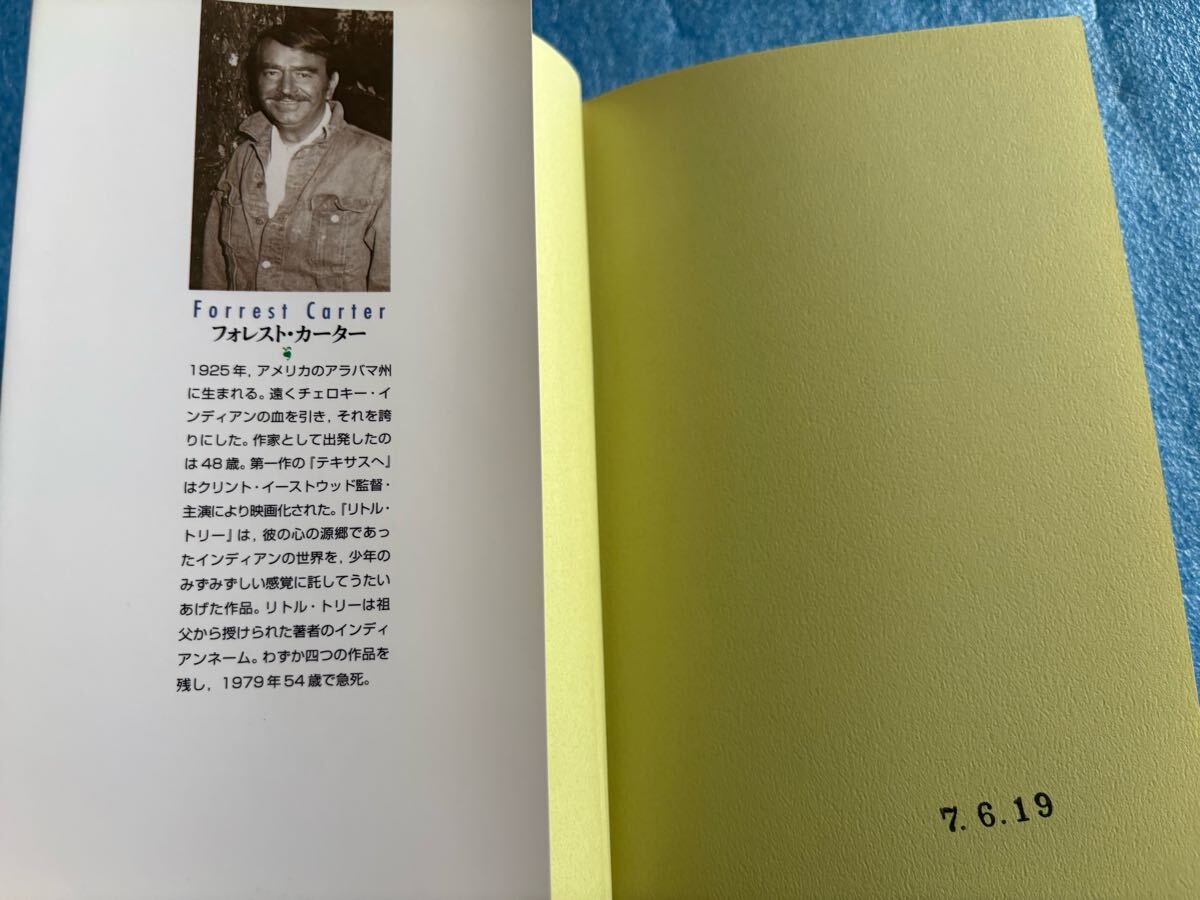 Forrest Carter
フォレスト・カーター
1925年,アメリカのアラバマ州
に生まれる。遠くチェロキー・イ
ンディアンの血を引き,それを誇
りにした。作家として出発したの
は48歳。第一作の『テキサスへ』
はクリント・イーストウッド監督・
主演により映画化された。『リトル・
トリー』は,彼の心の源郷であっ
たインディアンの世界を,少年の
みずみずしい感覚に託してうたい
あげた作品。リトル・トリーは祖
父から授けられた著者のインディ
アンネーム。わずか四つの作品を
残し,1979年54歳で急死。
7.6.19